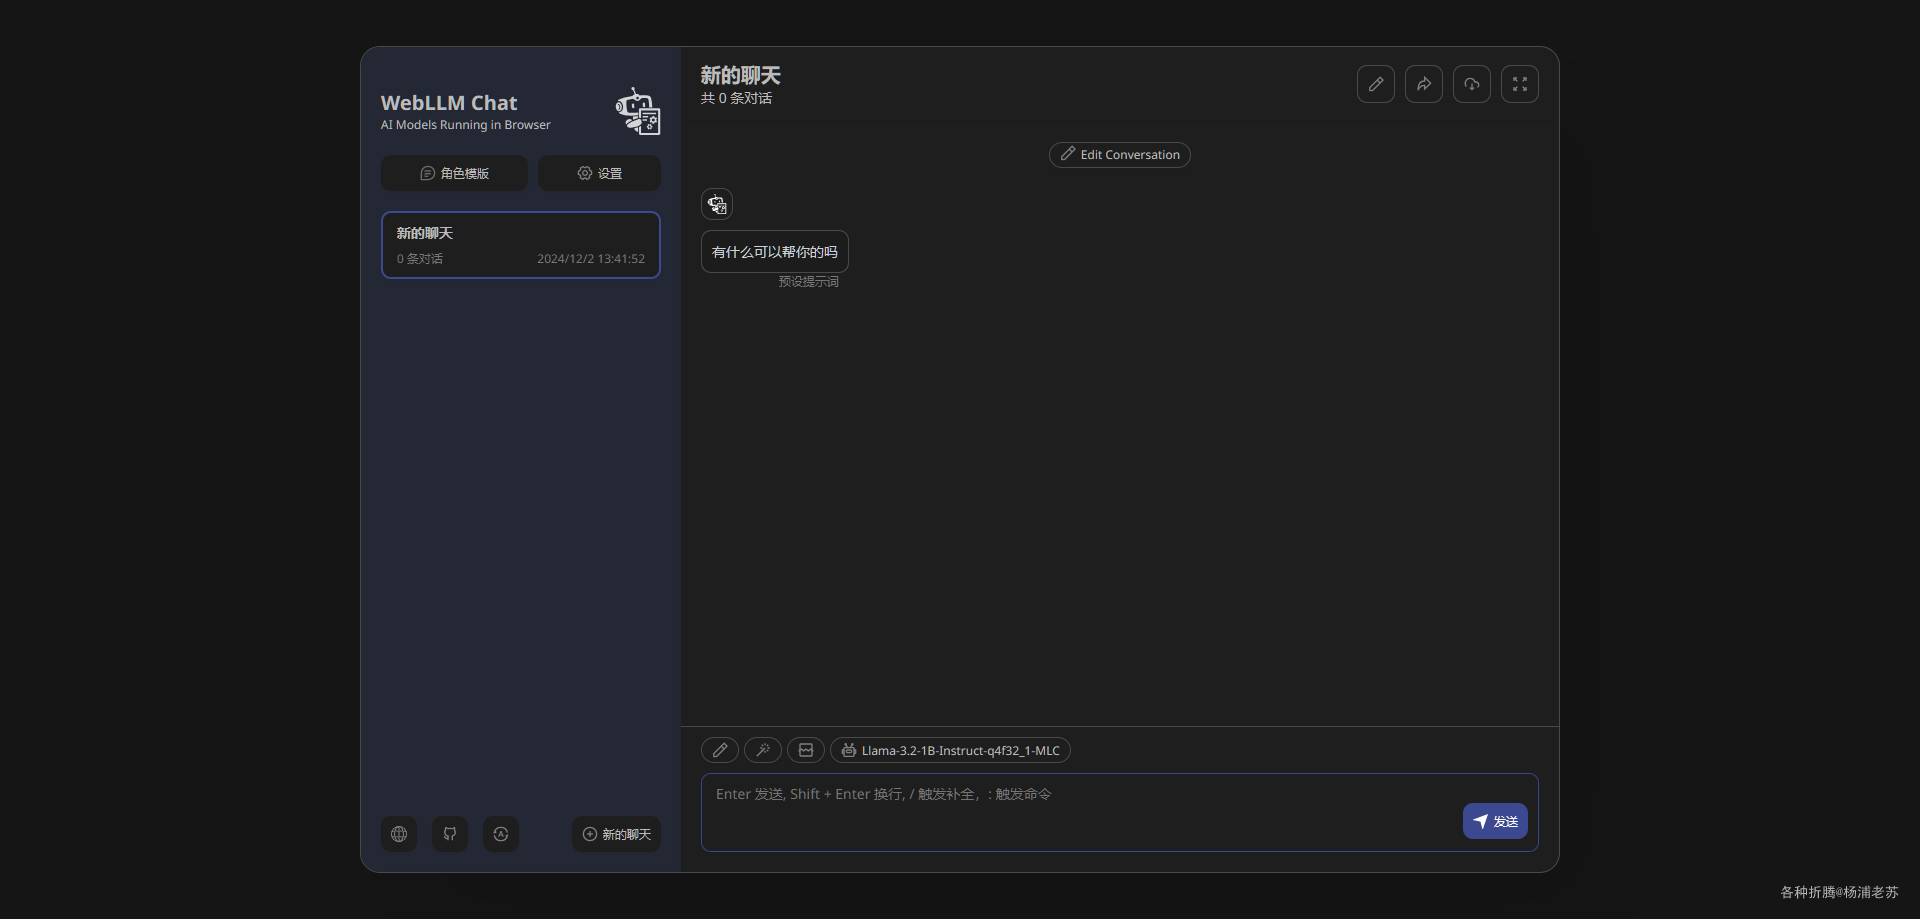 WebLLM Chat
AI Models Running in Browser
角色模版
设置
新的聊天
0 条对话
2024/12/2 13:41:52
新的聊天
新的聊天
共 0 条对话
Edit Conversation
有什么可以帮你的吗
预设提示词
Llama-3.2-1B-Instruct-q4f32_1-MLC
Enter 发送, Shift + Enter 换行, / 触发补全，: 触发命令
发送
各种折腾@杨浦老苏